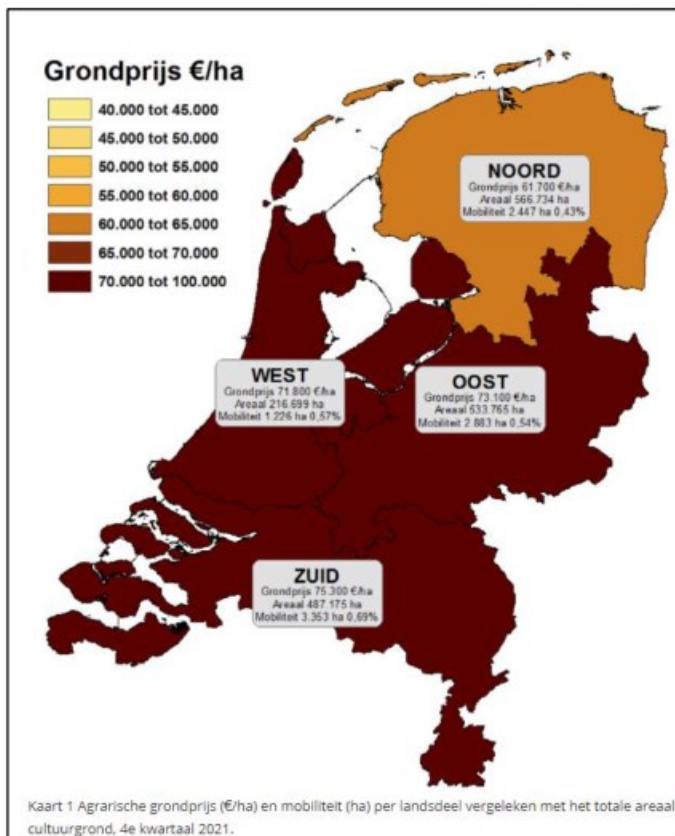 Grondprijs €/ha
40.000 tot 45.000
45.000 tot 50.000
50.000 tot 55.000
55.000 tot 60.000
60.000 tot 65.000
65.000 tot 70.000
70.000 tot 100.000
NOORD
Grondprijs 61.700 €/ha
Areaal 566.734 ha
Mobiliteit 2.447 ha 0,43%
WEST
Grondprijs 71.800 €/ha
Areaal 216.699 ha
Mobiliteit 1.226 ha 0,57%
OOST
Grondprijs 73.100 €/ha
Areaal 533.765 ha
Mobiliteit 2.883 ha 0,54%
ZUID
Grondprijs 75.300 €/ha
Areaal 487.175 ha
Mobiliteit 3.353 ha 0,69%
Kaart 1 Agrarische grondprijs (€/ha) en mobiliteit (ha) per landsdeel vergeleken met het totale areaal
cultuurgrond, 4e kwartaal 2021.